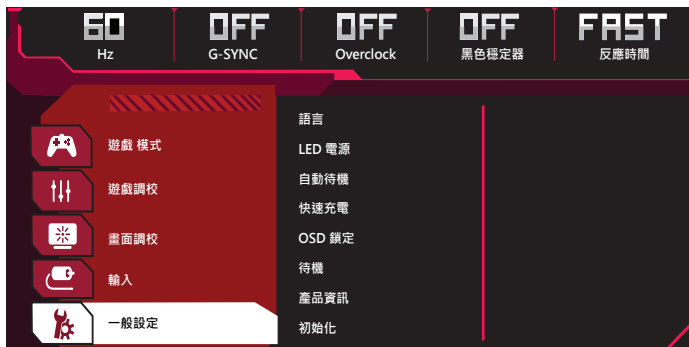 60
Hz
OFF
G-SYNC
OFF
Overclock
OFF
黑色穩定器
FAST
反應時間
遊戲 模式
遊戲調校
畫面調校
輸入
一般設定
語言
LED 電源
自動待機
快速充電
OSD 鎖定
待機
產品資訊
初始化